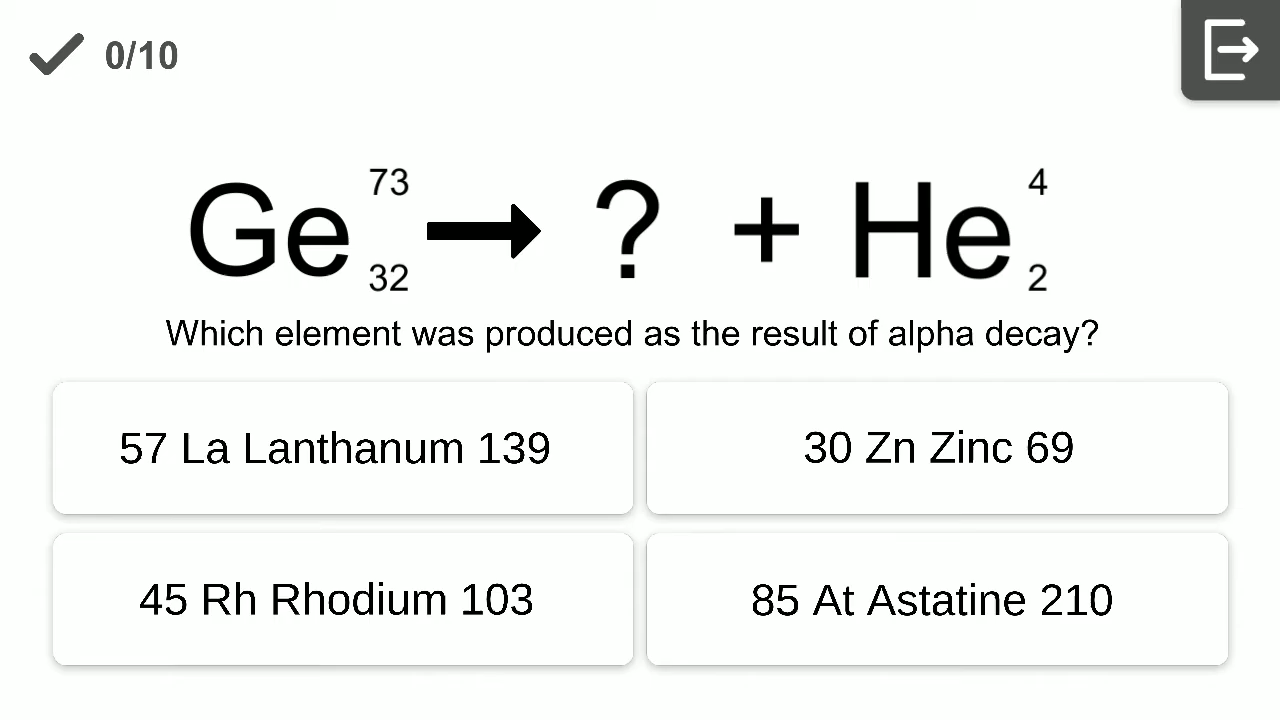 0/10
Ge 73 32 → ? + He 4 2
Which element was produced as the result of alpha decay?
57 La Lanthanum 139
30 Zn Zinc 69
45 Rh Rhodium 103
85 At Astatine 210